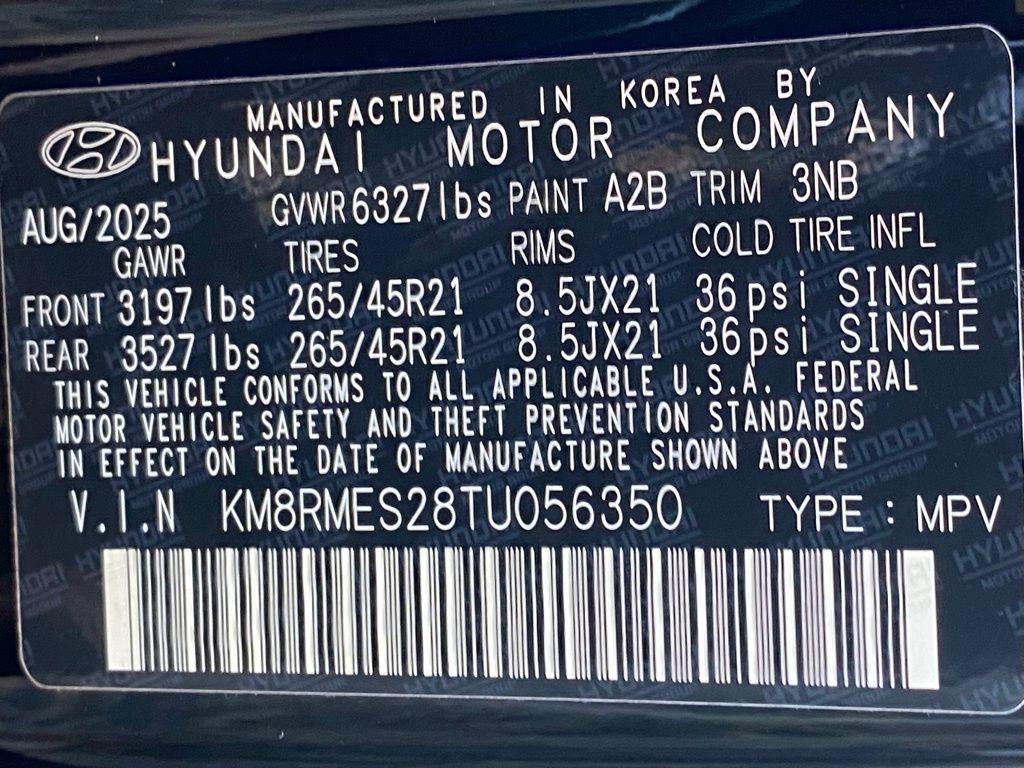 MANUFACTURED IN KOREA BY
HYUNDAI MOTOR COMPANY
AUG/2025 GVWR 6327lbs PAINT A2B TRIM 3NB
GAWR TIRES RIMS COLD TIRE INFL
FRONT 3197lbs 265/45R21 8.5JX21 36psi SINGLE
REAR 3527lbs 265/45R21 8.5JX21 36psi SINGLE
THIS VEHICLE CONFORMS TO ALL APPLICABLE U.S.A. FEDERAL
MOTOR VEHICLE SAFETY AND THEFT PREVENTION STANDARDS
IN EFFECT ON THE DATE OF MANUFACTURE SHOWN ABOVE
V.I.N KM8RMES28TU056350 TYPE : MPV